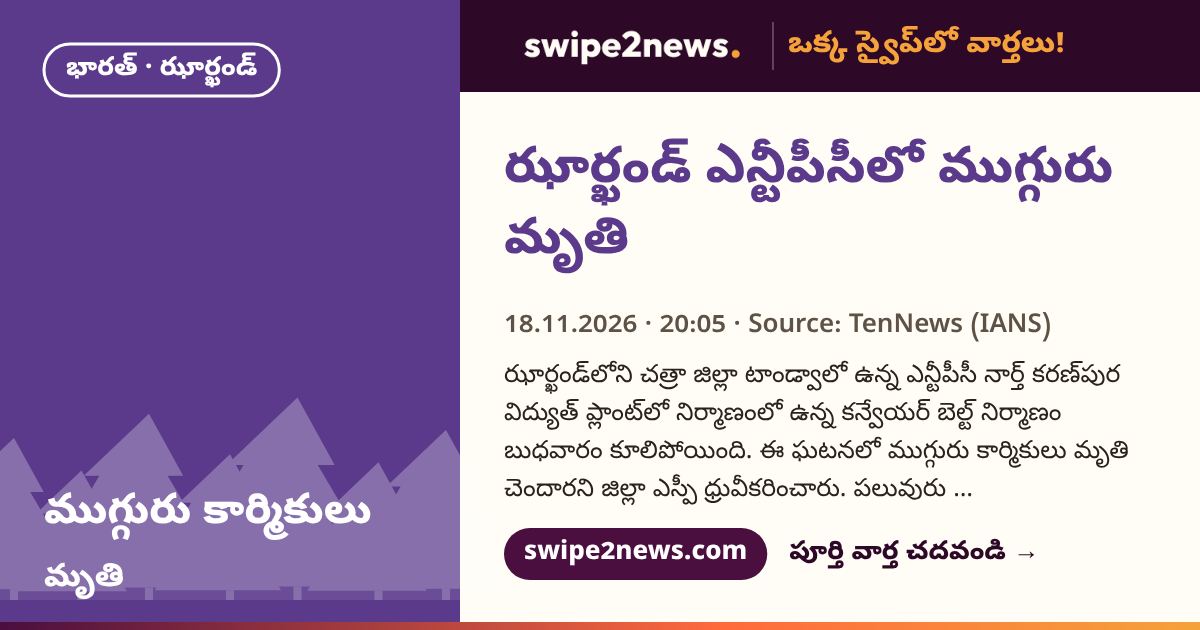 భారత్ · ఝార్ఖండ్
ముగ్గురు కార్మికులు
మృతి
swipe2news.
ఒక్క స్వైప్‌లో వార్తలు!
ఝార్ఖండ్ ఎన్టీపీసీలో ముగ్గురు
మృతి
18.11.2026 · 20:05 · Source: TenNews (IANS)
ఝార్ఖండ్‌లోని చత్రా జిల్లా టాండ్వాలో ఉన్న ఎన్టీపీసీ నార్త్ కరణ్‌పుర
విద్యుత్ ప్లాంట్‌లో నిర్మాణంలో ఉన్న కన్వేయర్ బెల్ట్ నిర్మాణం
బుధవారం కూలిపోయింది. ఈ ఘటనలో ముగ్గురు కార్మికులు మృతి
చెందారని జిల్లా ఎస్పీ ధ్రువీకరించారు. పలువురు ...
swipe2news.com
పూర్తి వార్త చదవండి →